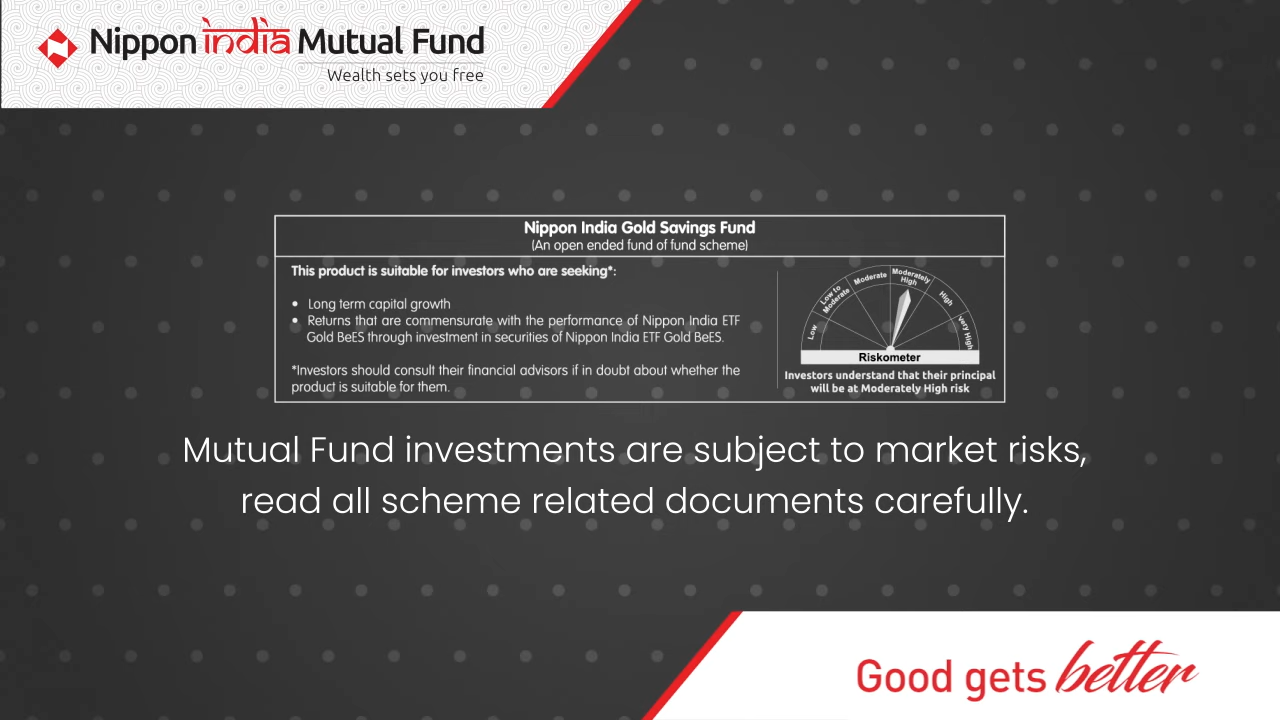 Nippon india Mutual Fund
Wealth sets you free
Nippon India Gold Savings Fund
(An open ended fund of fund scheme)
This product is suitable for investors who are seeking*:
• Long term capital growth
• Returns that are commensurate with the performance of Nippon India ETF
Gold BeES through investment in securities of Nippon India ETF Gold BeES.
*Investors should consult their financial advisors if in doubt about whether the
product is suitable for them.
Low
Low to
Moderate
Moderate
Moderately
High
High
Very High
Riskometer
Investors understand that their principal
will be at Moderately High risk
Mutual Fund investments are subject to market risks,
read all scheme related documents carefully.
Good gets better